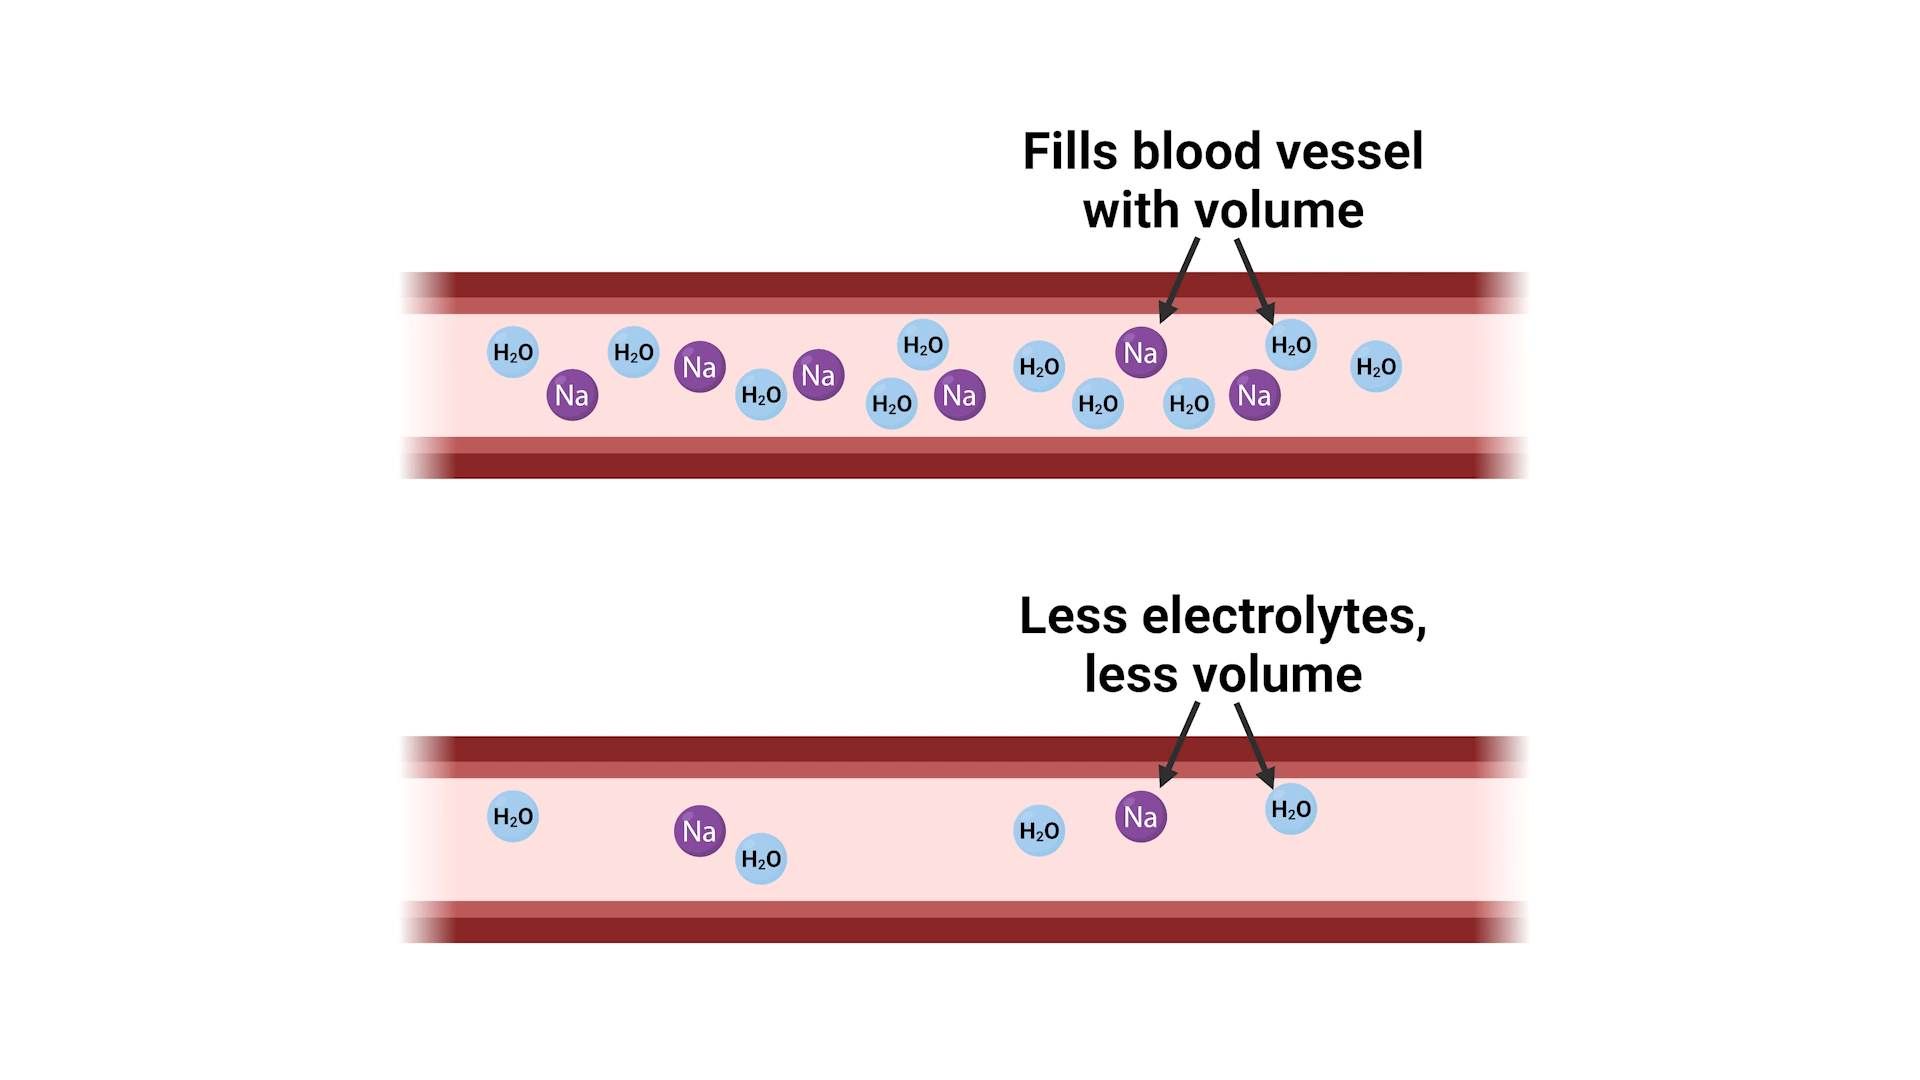 Fills blood vessel
with volume
H₂O
Na
H₂O
Na
H₂O
Na
H₂O
H₂O
Na
H₂O
H₂O
Na
H₂O
Na
H₂O
H₂O
Less electrolytes,
less volume
H₂O
Na
H₂O
H₂O
Na
H₂O